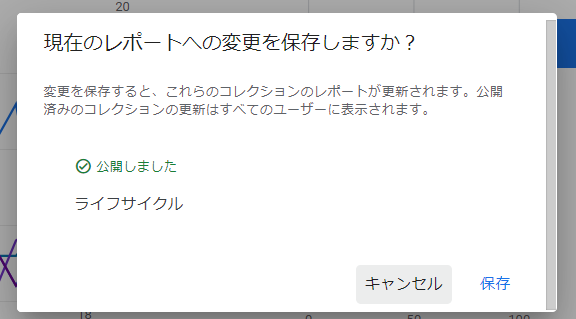 20
現在のレポートへの変更を保存しますか？
変更を保存すると、これらのコレクションのレポートが更新されます。公開
済みのコレクションの更新はすべてのユーザーに表示されます。
公開しました
ライフサイクル
キャンセル
保存
18
0
50
100